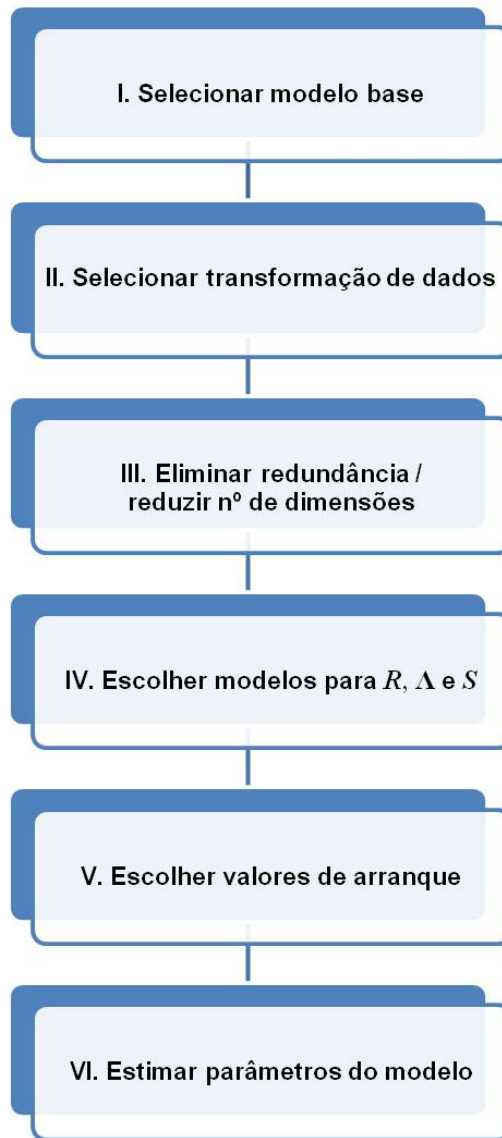 I. Selecionar modelo base
II. Selecionar transformação de dados
III. Eliminar redundância /
reduzir nº de dimensões
IV. Escolher modelos para R, Λ e S
V. Escolher valores de arranque
VI. Estimar parâmetros do modelo